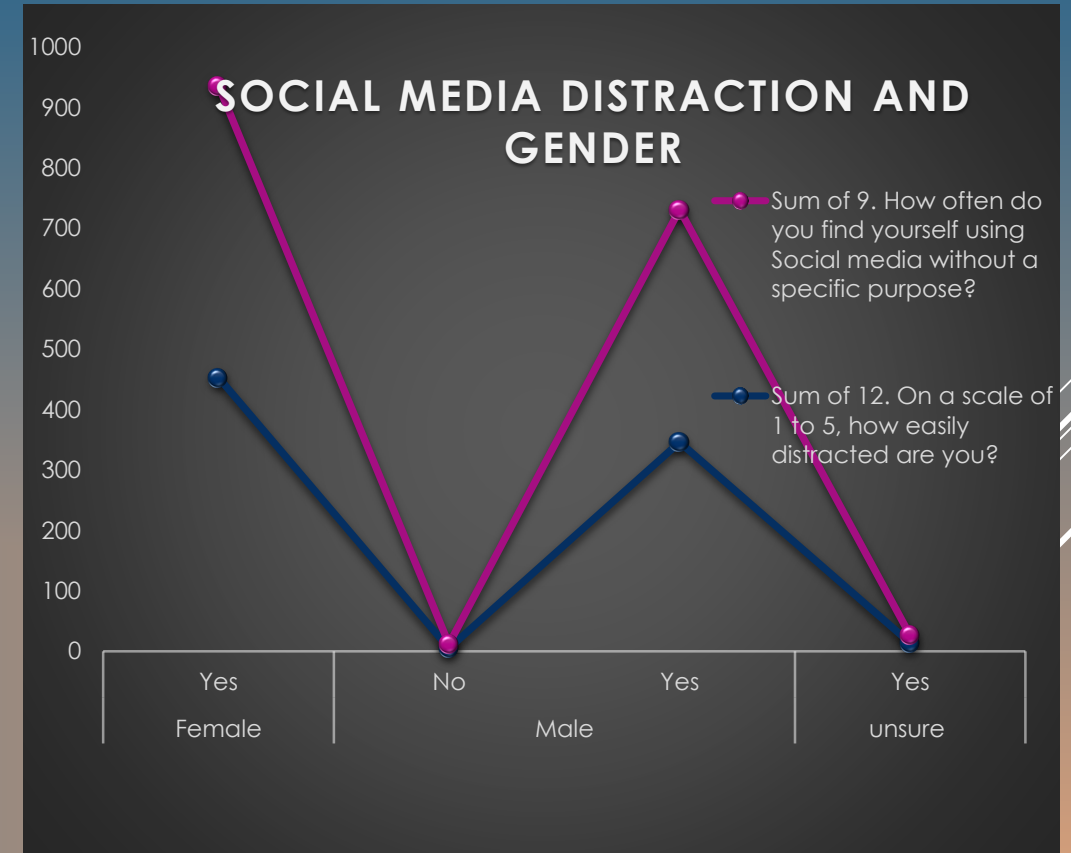 SOCIAL MEDIA DISTRACTION AND
GENDER
1000
900
800
700
600
500
400
300
200
100
0
Sum of 9. How often do
you find yourself using
Social media without a
specific purpose?
Sum of 12. On a scale of
1 to 5, how easily
distracted are you?
Yes No Yes Yes
Female Male unsure